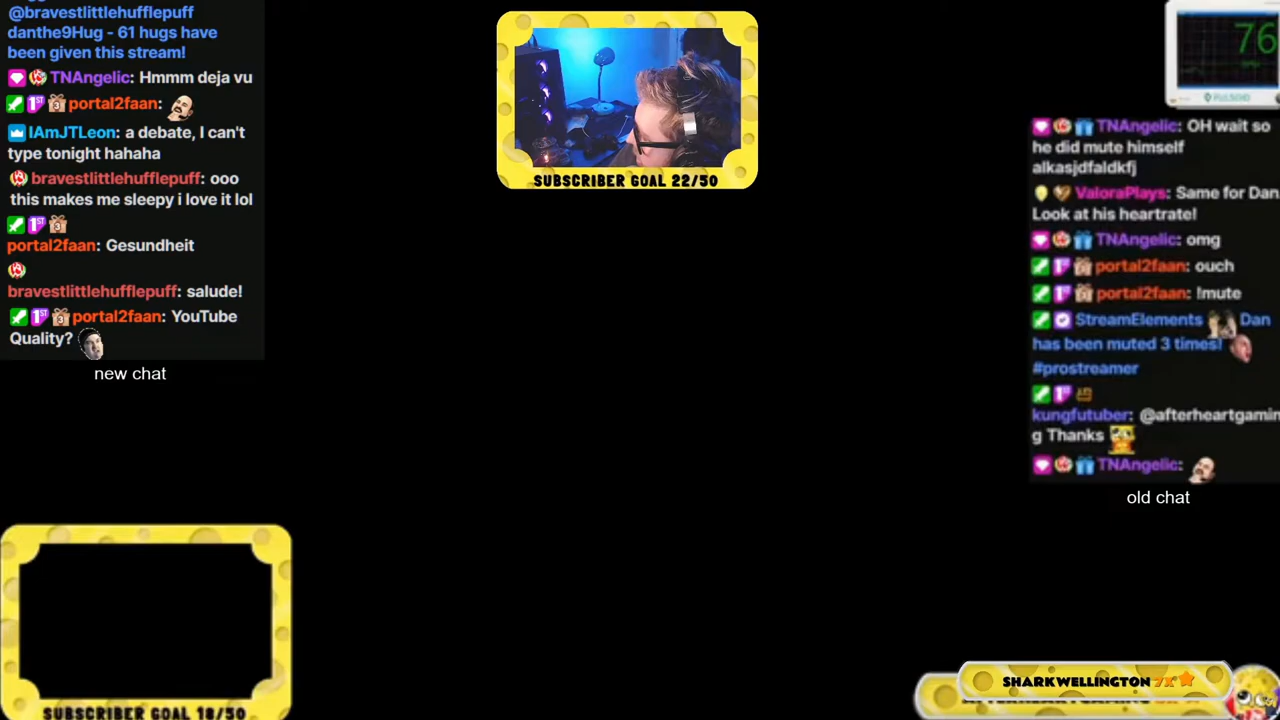 @bravestlittlehufflepuff
danthe9Hug - 61 hugs have
been given this stream!
TNAngelic: Hmmm deja vu
portal2faan:
IAmJTLeon: a debate, I can't
type tonight hahaha
bravestlittlehufflepuff: ooo
this makes me sleepy i love it lol
portal2faan: Gesundheit
bravestlittlehufflepuff: salude!
portal2faan: YouTube
Quality?
new chat
SUBSCRIBER GOAL 22/50
76
TNAngelic: OH wait so
he did mute himself
alkasjdfaldkfj
ValoraPlays: Same for Dan
Look at his heartrate!
TNAngelic: omg
portal2faan: ouch
portal2faan: !mute
StreamElements Dan
has been muted 3 times!
#prostreamer
kungfutuber: @afterheartgamin
g Thanks
TNAngelic:
old chat
SUBSCRIBER GOAL 18/50
SHARKWELLINGTON 7X